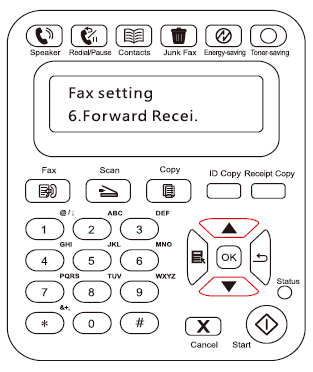 Speaker Redial/Pause Contacts Junk Fax Energy-saving Toner-saving
Fax setting
6.Forward Recei.
Fax Scan Copy ID Copy Receipt Copy
@ / ; ABC DEF
1 2 3
GHI JKL MNO
4 5 6 OK
PQRS TUV WXYZ Status
7 8 9
&+,
* 0 # X
Cancel Start